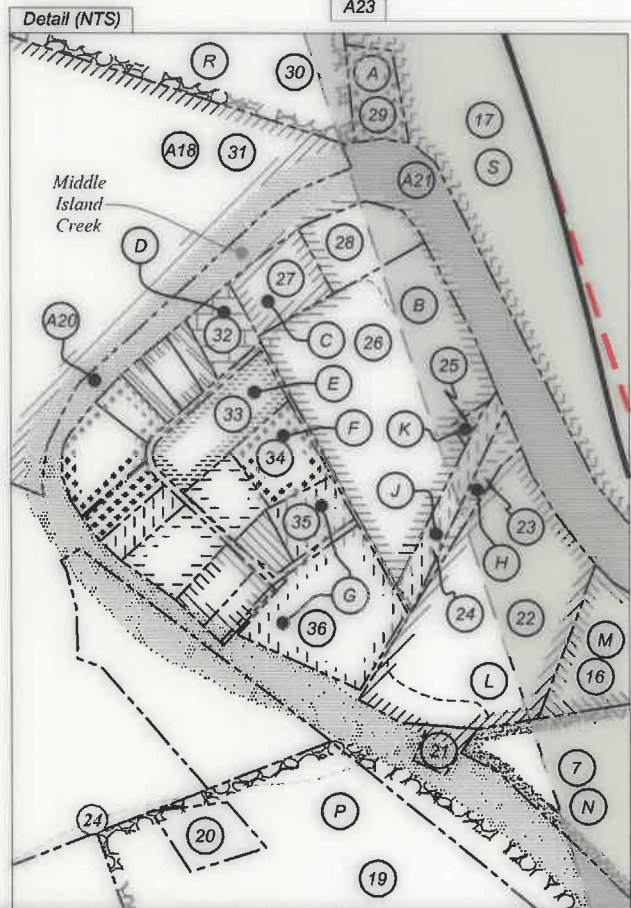 A23
Detail (NTS)
R
30
A
29
17
S
A18
31
A21
Middle
Island
Creek
D
28
27
B
32
C
26
25
A20
E
33
F
K
34
J
23
35
H
G
24
22
36
M
16
L
21
7
N
24
20
P
19